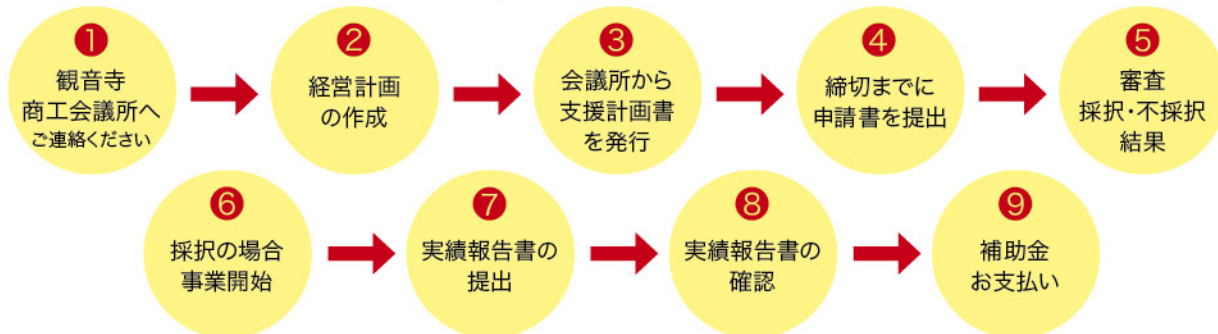 ❶
観音寺
商工会議所へ
ご連絡ください
❷
経営計画
の作成
❸
会議所から
支援計画書
を発行
❹
締切までに
申請書を提出
❺
審査
採択・不採択
結果
❻
採択の場合
事業開始
❼
実績報告書の
提出
❽
実績報告書の
確認
❾
補助金
お支払い